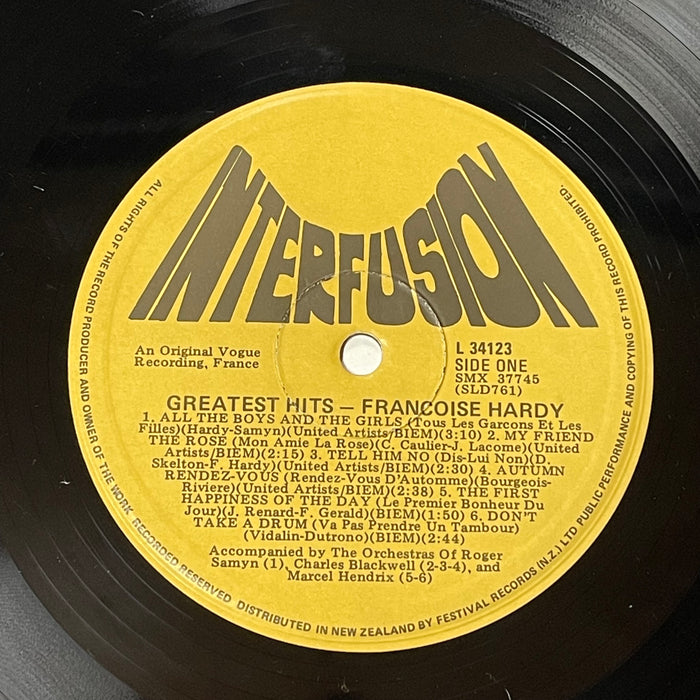 INTERFUSION
An Original Vogue
Recording, France
L 34123
SIDE ONE
SMX 37745
(SLD761)
GREATEST HITS – FRANCOISE HARDY
1. ALL THE BOYS AND THE GIRLS (Tous Les Garcons Et Les
Filles)(Hardy-Samyn)(United Artists/BIEM)(3:10) 2. MY FRIEND
THE ROSE (Mon Amie La Rose)(C. Caulier-J. Lacome)(United
Artists/BIEM)(2:15) 3. TELL HIM NO (Dis-Lui Non)(D.
Skelton-F. Hardy)(United Artists/BIEM)(2:30) 4. AUTUMN
RENDEZ-VOUS (Rendez-Vous D'Automme)(Bourgeois-
Riviere)(United Artists/BIEM)(2:38) 5. THE FIRST
HAPPINESS OF THE DAY (Le Premier Bonheur Du
Jour)(J. Renard-F. Gerald)(BIEM)(1:50) 6. DON'T
TAKE A DRUM (Va Pas Prendre Un Tambour)
(Vidalin-Dutrono)(BIEM)(2:44)
Accompanied by The Orchestras Of Roger
Samyn (1), Charles Blackwell (2-3-4), and
Marcel Hendrix (5-6)
ALL RIGHTS OF THE RECORD PRODUCER AND OWNER OF THE WORK RECORDED RESERVED DISTRIBUTED IN NEW ZEALAND BY FESTIVAL RECORDS (N.Z.) LTD PUBLIC PERFORMANCE AND COPYING OF THIS RECORD PROHIBITED.